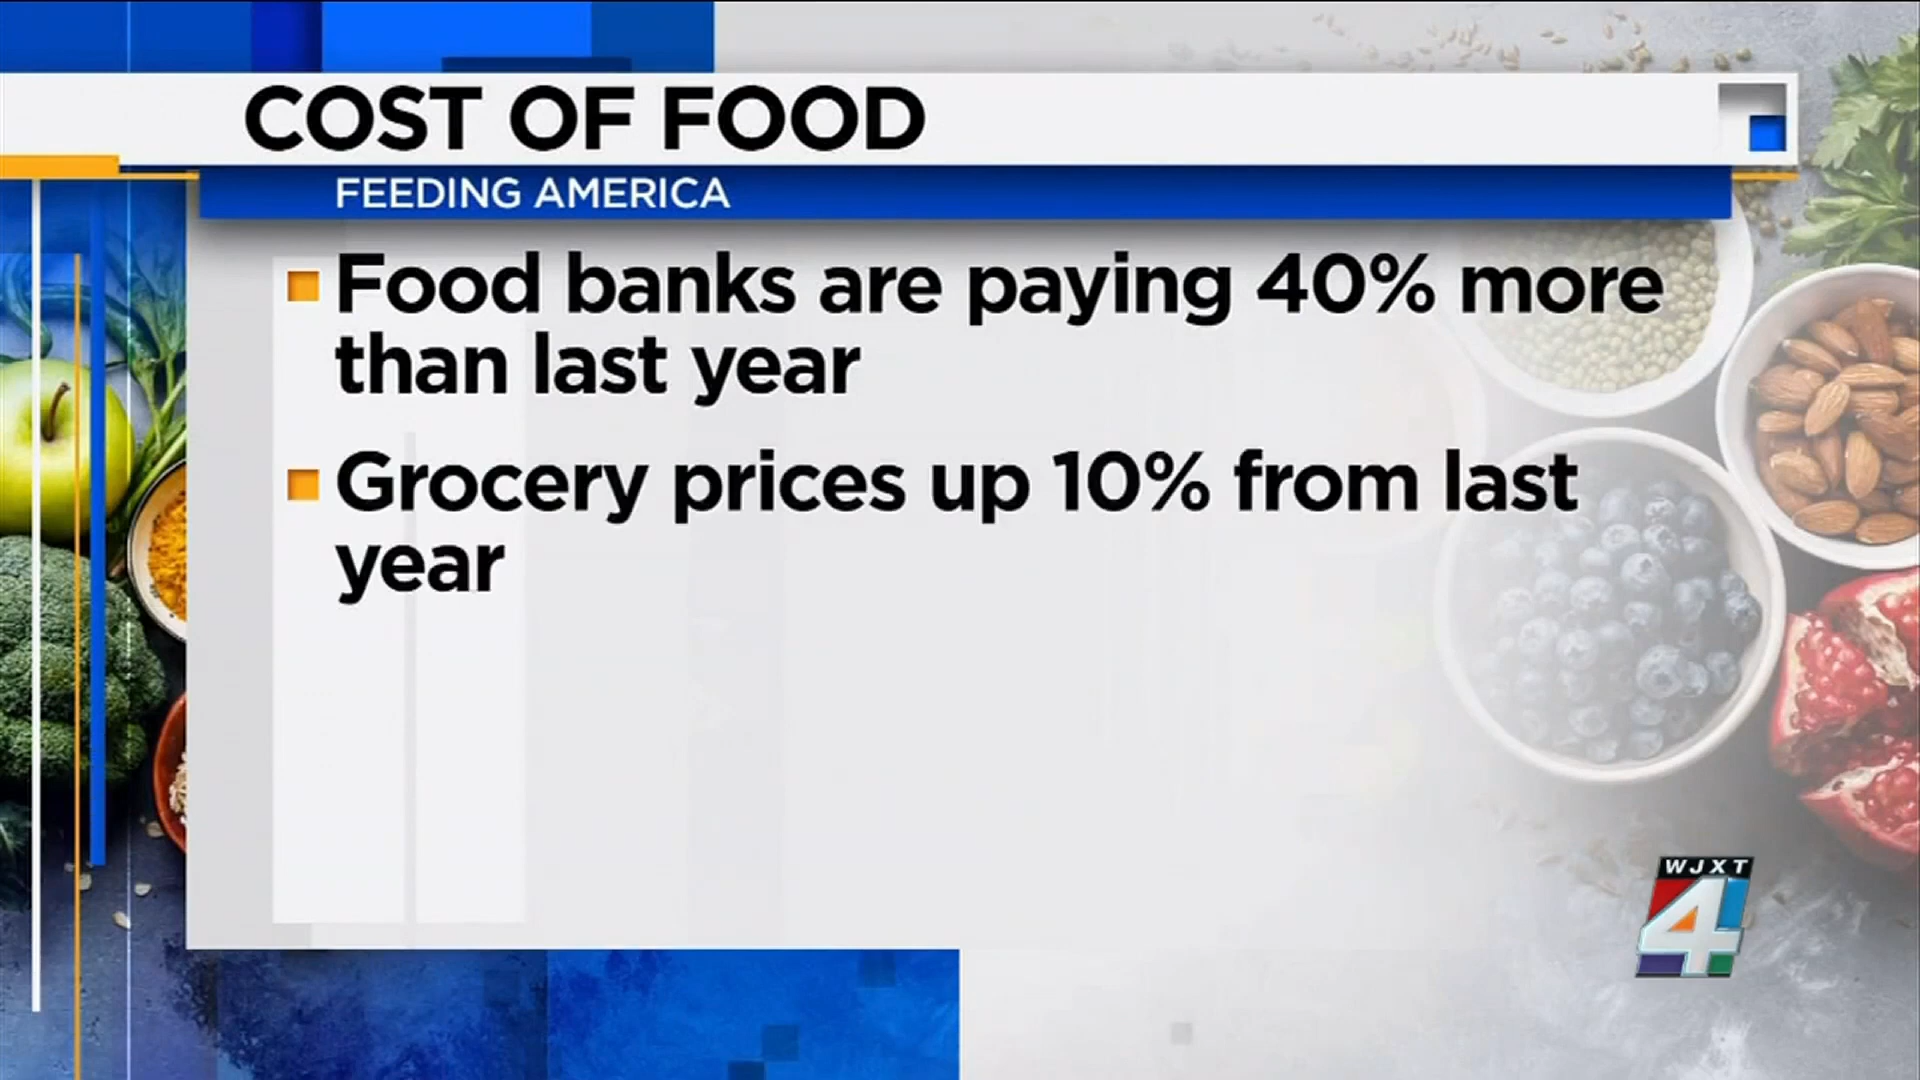 COST OF FOOD
FEEDING AMERICA
Food banks are paying 40% more
than last year
Grocery prices up 10% from last
year
WJXT
4